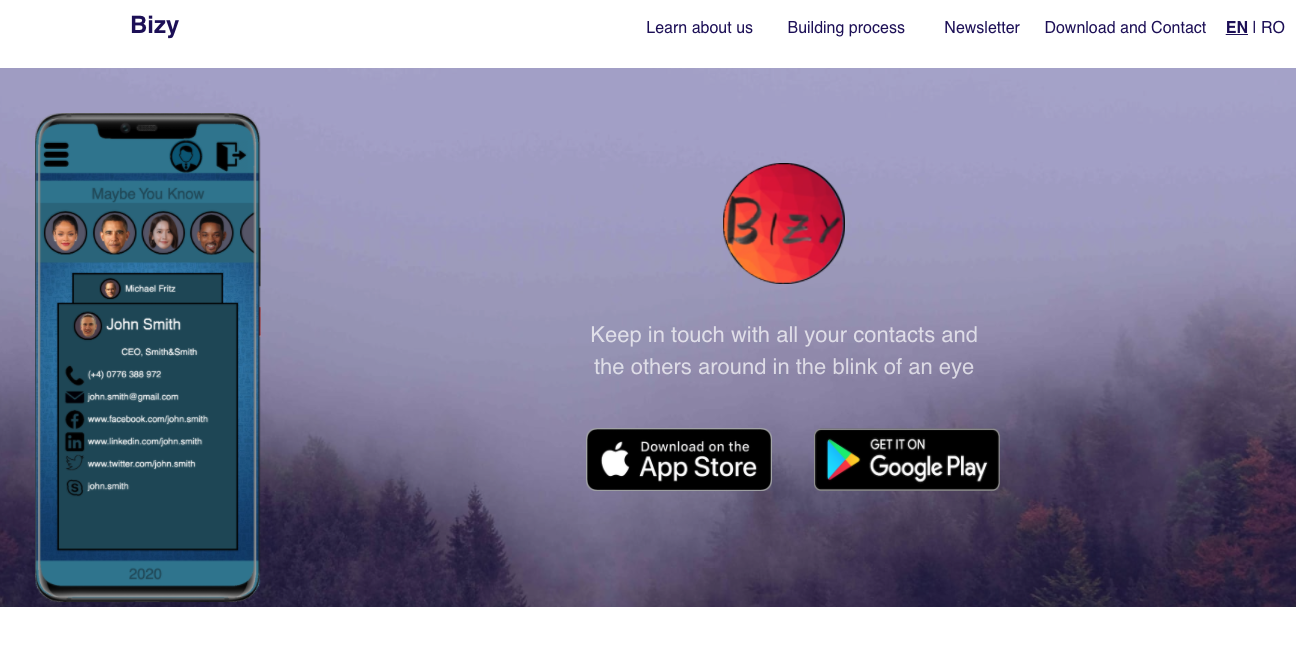 Bizy
Learn about us
Building process
Newsletter
Download and Contact
EN | RO
Maybe You Know
Michael Fritz
John Smith
CEO, Smith&Smith
(+4) 0776 388 972
john.smith@gmail.com
www.facebook.com/john.smith
www.linkedin.com/john.smith
www.twitter.com/john.smith
john.smith
2020
BIZY
Keep in touch with all your contacts and
the others around in the blink of an eye
Download on the
App Store
GET IT ON
Google Play